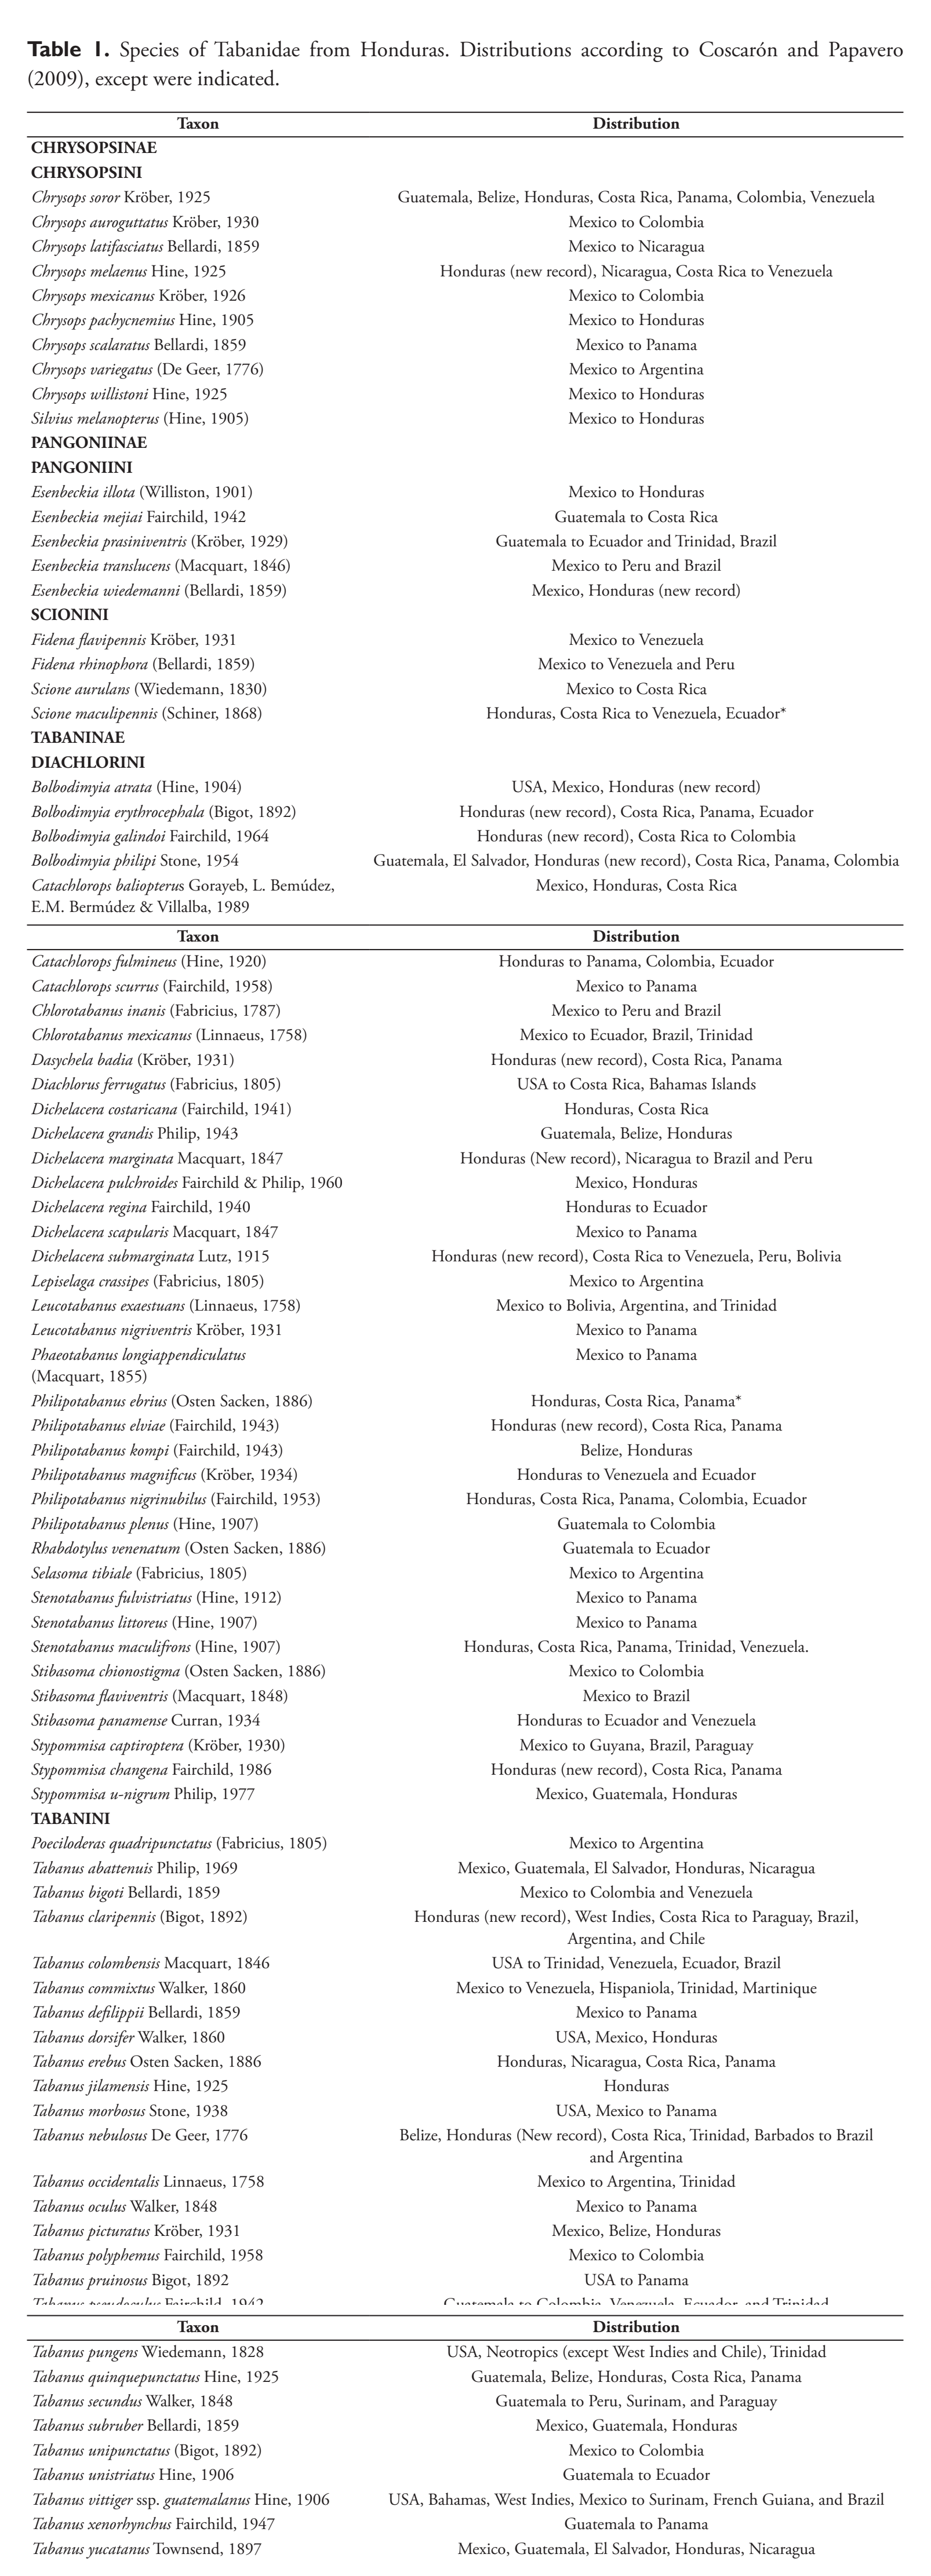 Table 1. Species of Tabanidae from Honduras. Distributions according to Coscarón and Papavero
(2009), except were indicated.
Taxon Distribution
CHRYSOPSINAE
CHRYSOPSINI
Chrysops soror Kröber, 1925 Guatemala, Belize, Honduras, Costa Rica, Panama, Colombia, Venezuela
Chrysops auroguttatus Kröber, 1930 Mexico to Colombia
Chrysops latifasciatus Bellardi, 1859 Mexico to Nicaragua
Chrysops melaenus Hine, 1925 Honduras (new record), Nicaragua, Costa Rica to Venezuela
Chrysops mexicanus Kröber, 1926 Mexico to Colombia
Chrysops pachycnemius Hine, 1905 Mexico to Honduras
Chrysops scalaratus Bellardi, 1859 Mexico to Panama
Chrysops variegatus (De Geer, 1776) Mexico to Argentina
Chrysops willistoni Hine, 1925 Mexico to Honduras
Silvius melanopterus (Hine, 1905) Mexico to Honduras
PANGONIINAE
PANGONIINI
Esenbeckia illota (Williston, 1901) Mexico to Honduras
Esenbeckia mejiai Fairchild, 1942 Guatemala to Costa Rica
Esenbeckia prasiniventris (Kröber, 1929) Guatemala to Ecuador and Trinidad, Brazil
Esenbeckia translucens (Macquart, 1846) Mexico to Peru and Brazil
Esenbeckia wiedemanni (Bellardi, 1859) Mexico, Honduras (new record)
SCIONINI
Fidena flavipennis Kröber, 1931 Mexico to Venezuela
Fidena rhinophora (Bellardi, 1859) Mexico to Venezuela and Peru
Scione aurulans (Wiedemann, 1830) Mexico to Costa Rica
Scione maculipennis (Schiner, 1868) Honduras, Costa Rica to Venezuela, Ecuador*
TABANINAE
DIACHLORINI
Bolbodimyia atrata (Hine, 1904) USA, Mexico, Honduras (new record)
Bolbodimyia erythrocephala (Bigot, 1892) Honduras (new record), Costa Rica, Panama, Ecuador
Bolbodimyia galindoi Fairchild, 1964 Honduras (new record), Costa Rica to Colombia
Bolbodimyia philipi Stone, 1954 Guatemala, El Salvador, Honduras (new record), Costa Rica, Panama, Colombia
Catachlorops baliopterus Gorayeb, L. Bemúdez, Mexico, Honduras, Costa Rica
E.M. Bermúdez & Villalba, 1989
Taxon Distribution
Catachlorops fulmineus (Hine, 1920) Honduras to Panama, Colombia, Ecuador
Catachlorops scurrus (Fairchild, 1958) Mexico to Panama
Chlorotabanus inanis (Fabricius, 1787) Mexico to Peru and Brazil
Chlorotabanus mexicanus (Linnaeus, 1758) Mexico to Ecuador, Brazil, Trinidad
Dasychela badia (Kröber, 1931) Honduras (new record), Costa Rica, Panama
Diachlorus ferrugatus (Fabricius, 1805) USA to Costa Rica, Bahamas Islands
Dichelacera costaricana (Fairchild, 1941) Honduras, Costa Rica
Dichelacera grandis Philip, 1943 Guatemala, Belize, Honduras
Dichelacera marginata Macquart, 1847 Honduras (New record), Nicaragua to Brazil and Peru
Dichelacera pulchroides Fairchild & Philip, 1960 Mexico, Honduras
Dichelacera regina Fairchild, 1940 Honduras to Ecuador
Dichelacera scapularis Macquart, 1847 Mexico to Panama
Dichelacera submarginata Lutz, 1915 Honduras (new record), Costa Rica to Venezuela, Peru, Bolivia
Lepiselaga crassipes (Fabricius, 1805) Mexico to Argentina
Leucotabanus exaestuans (Linnaeus, 1758) Mexico to Bolivia, Argentina, and Trinidad
Leucotabanus nigriventris Kröber, 1931 Mexico to Panama
Phaeotabanus longiappendiculatus Mexico to Panama
(Macquart, 1855)
Philipotabanus ebrius (Osten Sacken, 1886) Honduras, Costa Rica, Panama*
Philipotabanus elviae (Fairchild, 1943) Honduras (new record), Costa Rica, Panama
Philipotabanus kompi (Fairchild, 1943) Belize, Honduras
Philipotabanus magnificus (Kröber, 1934) Honduras to Venezuela and Ecuador
Philipotabanus nigrinubilus (Fairchild, 1953) Honduras, Costa Rica, Panama, Colombia, Ecuador
Philipotabanus plenus (Hine, 1907) Guatemala to Colombia
Rhabdotylus venenatum (Osten Sacken, 1886) Guatemala to Ecuador
Selasoma tibiale (Fabricius, 1805) Mexico to Argentina
Stenotabanus fulvistriatus (Hine, 1912) Mexico to Panama
Stenotabanus littoreus (Hine, 1907) Mexico to Panama
Stenotabanus maculifrons (Hine, 1907) Honduras, Costa Rica, Panama, Trinidad, Venezuela.
Stibasoma chionostigma (Osten Sacken, 1886) Mexico to Colombia
Stibasoma flaviventris (Macquart, 1848) Mexico to Brazil
Stibasoma panamense Curran, 1934 Honduras to Ecuador and Venezuela
Stypommisa captiroptera (Kröber, 1930) Mexico to Guyana, Brazil, Paraguay
Stypommisa changena Fairchild, 1986 Honduras (new record), Costa Rica, Panama
Stypommisa u-nigrum Philip, 1977 Mexico, Guatemala, Honduras
TABANINI
Poeciloderas quadripunctatus (Fabricius, 1805) Mexico to Argentina
Tabanus abattenuis Philip, 1969 Mexico, Guatemala, El Salvador, Honduras, Nicaragua
Tabanus bigoti Bellardi, 1859 Mexico to Colombia and Venezuela
Tabanus claripennis (Bigot, 1892) Honduras (new record), West Indies, Costa Rica to Paraguay, Brazil,
Argentina, and Chile
Tabanus colombensis Macquart, 1846 USA to Trinidad, Venezuela, Ecuador, Brazil
Tabanus commixtus Walker, 1860 Mexico to Venezuela, Hispaniola, Trinidad, Martinique
Tabanus defilippii Bellardi, 1859 Mexico to Panama
Tabanus dorsifer Walker, 1860 USA, Mexico, Honduras
Tabanus erebus Osten Sacken, 1886 Honduras, Nicaragua, Costa Rica, Panama
Tabanus jilamensis Hine, 1925 Honduras
Tabanus morbosus Stone, 1938 USA, Mexico to Panama
Tabanus nebulosus De Geer, 1776 Belize, Honduras (New record), Costa Rica, Trinidad, Barbados to Brazil
and Argentina
Tabanus occidentalis Linnaeus, 1758 Mexico to Argentina, Trinidad
Tabanus oculus Walker, 1848 Mexico to Panama
Tabanus picturatus Kröber, 1931 Mexico, Belize, Honduras
Tabanus polyphemus Fairchild, 1958 Mexico to Colombia
Tabanus pruinosus Bigot, 1892 USA to Panama
Tabanus pseudoculus Fairchild, 1942 Guatemala to Colombia, Venezuela, Ecuador, and Trinidad
Taxon Distribution
Tabanus pungens Wiedemann, 1828 USA, Neotropics (except West Indies and Chile), Trinidad
Tabanus quinquepunctatus Hine, 1925 Guatemala, Belize, Honduras, Costa Rica, Panama
Tabanus secundus Walker, 1848 Guatemala to Peru, Surinam, and Paraguay
Tabanus subruber Bellardi, 1859 Mexico, Guatemala, Honduras
Tabanus unipunctatus (Bigot, 1892) Mexico to Colombia
Tabanus unistriatus Hine, 1906 Guatemala to Ecuador
Tabanus vittiger ssp. guatemalanus Hine, 1906 USA, Bahamas, West Indies, Mexico to Surinam, French Guiana, and Brazil
Tabanus xenorhynchus Fairchild, 1947 Guatemala to Panama
Tabanus yucatanus Townsend, 1897 Mexico, Guatemala, El Salvador, Honduras, Nicaragua